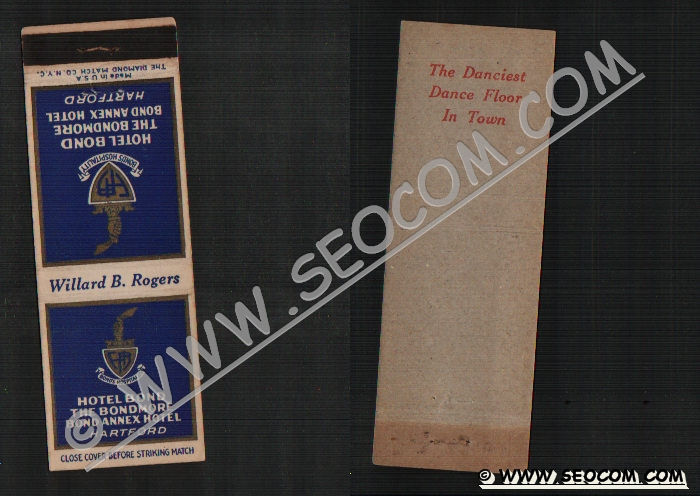 Made in U.S.A.
THE DIAMOND MATCH CO. N.Y.C.
HARTFORD
BOND ANNEX HOTEL
THE BONDMORE
HOTEL BOND
BOND'S HOSPITALITY
Willard B. Rogers
HOTEL BOND
THE BONDMORE
BOND ANNEX HOTEL
HARTFORD
CLOSE COVER BEFORE STRIKING MATCH
The Danciest
Dance Floor
In Town
© WWW.SEOCOM.COM
© WWW.SEOCOM.COM